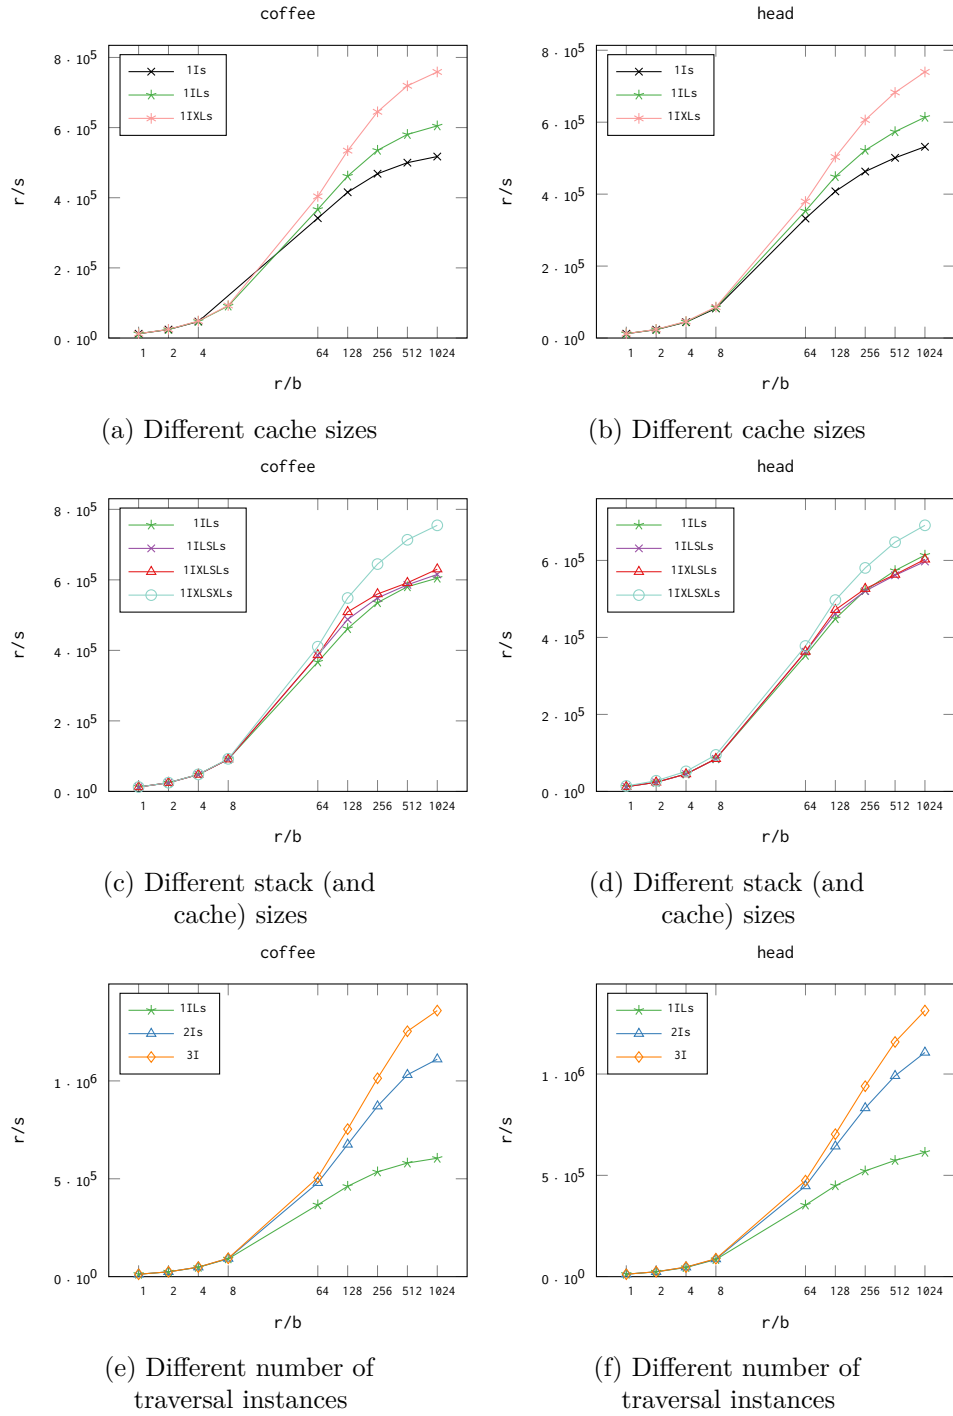 coffee
1Is
1ILs
1IXLs
8 · 10^5
6 · 10^5
4 · 10^5
2 · 10^5
0 · 10^0
r/s
1 2 4 64 128 256 512 1024
r/b
(a) Different cache sizes
head
1Is
1ILs
1IXLs
8 · 10^5
6 · 10^5
4 · 10^5
2 · 10^5
0 · 10^0
r/s
1 2 4 8 64 128 256 512 1024
r/b
(b) Different cache sizes
coffee
1ILs
1ILSLs
1IXLSLs
1IXLSXLs
8 · 10^5
6 · 10^5
4 · 10^5
2 · 10^5
0 · 10^0
r/s
1 2 4 8 64 128 256 512 1024
r/b
(c) Different stack (and
cache) sizes
head
1ILs
1ILSLs
1IXLSLs
1IXLSXLs
6 · 10^5
4 · 10^5
2 · 10^5
0 · 10^0
r/s
1 2 4 8 64 128 256 512 1024
r/b
(d) Different stack (and
cache) sizes
coffee
1ILs
2Is
3I
1 · 10^6
5 · 10^5
0 · 10^0
r/s
1 2 4 8 64 128 256 512 1024
r/b
(e) Different number of
traversal instances
head
1ILs
2Is
3I
1 · 10^6
5 · 10^5
0 · 10^0
r/s
1 2 4 8 64 128 256 512 1024
r/b
(f) Different number of
traversal instances